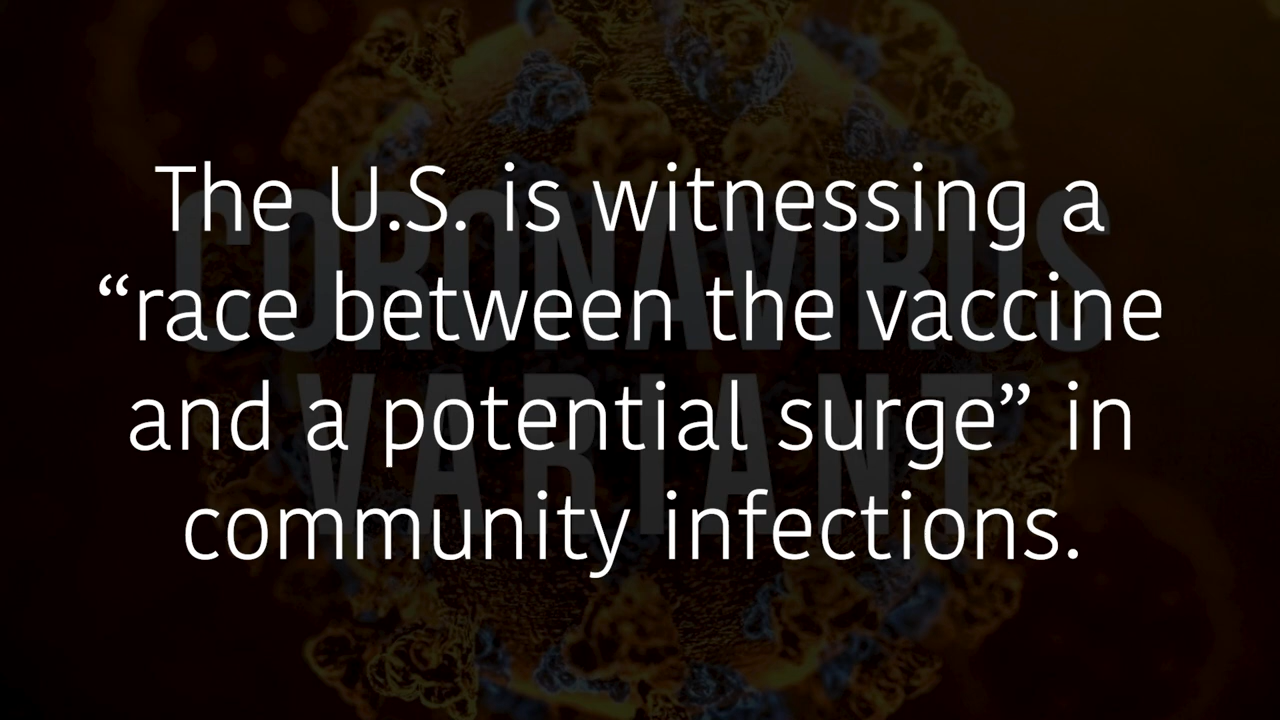 The U.S. is witnessing a
“race between the vaccine
and a potential surge” in
community infections.
CORONAVIRUS
VARIANT